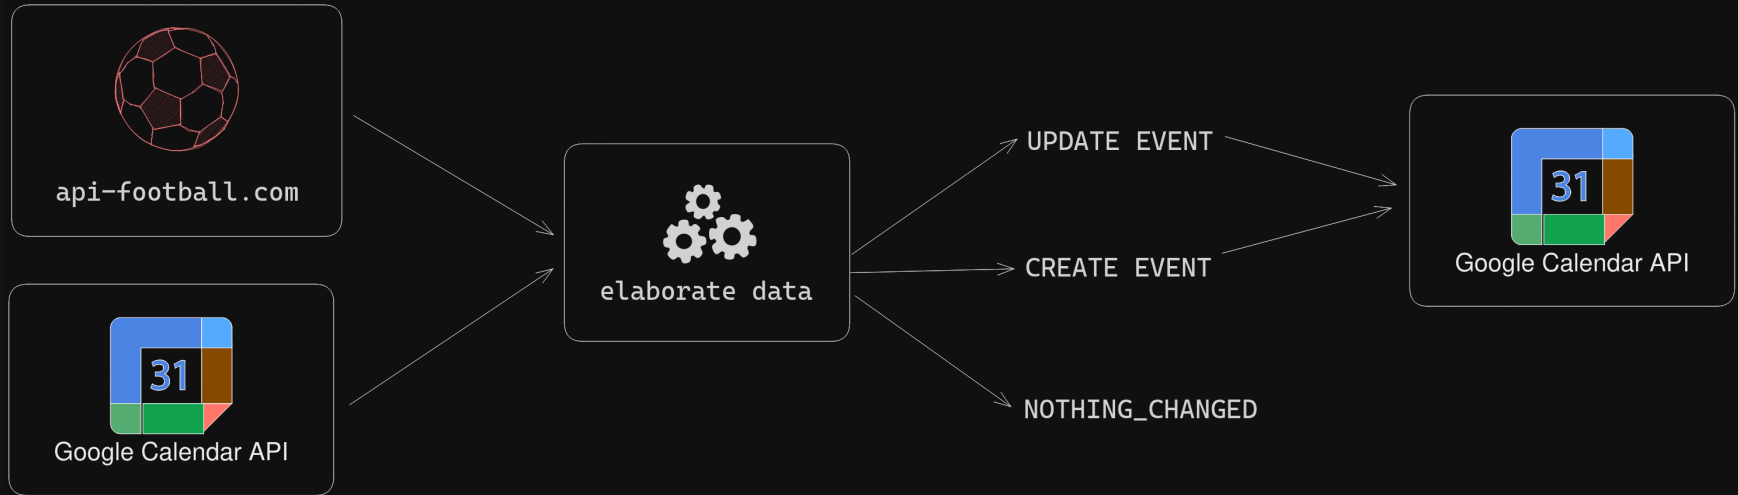 api-football.com
31
Google Calendar API
elaborate data
UPDATE EVENT
CREATE EVENT
NOTHING_CHANGED
31
Google Calendar API